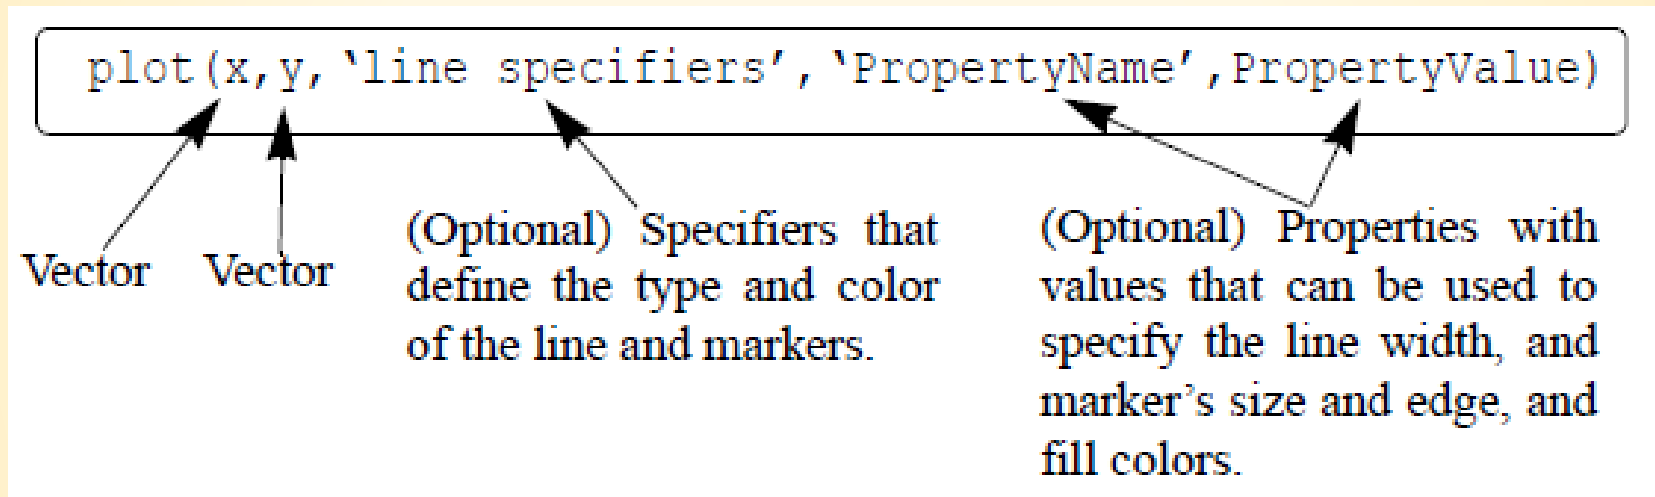 plot(x,y,‘line specifiers’,‘PropertyName’,PropertyValue)
Vector
Vector
(Optional) Specifiers that
define the type and color
of the line and markers.
(Optional) Properties with
values that can be used to
specify the line width, and
marker’s size and edge, and
fill colors.